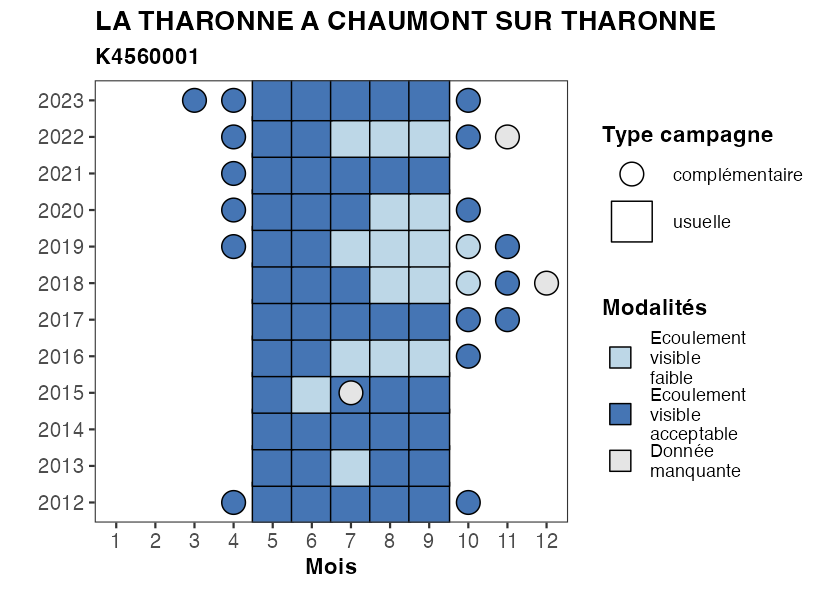 LA THARONNE A CHAUMONT SUR THARONNE
K4560001
2023
2022
2021
2020
2019
2018
2017
2016
2015
2014
2013
2012
1 2 3 4 5 6 7 8 9 10 11 12
Mois
Type campagne
complémentaire
usuelle
Modalités
Ecoulement
visible
faible
Ecoulement
visible
acceptable
Donnée
manquante